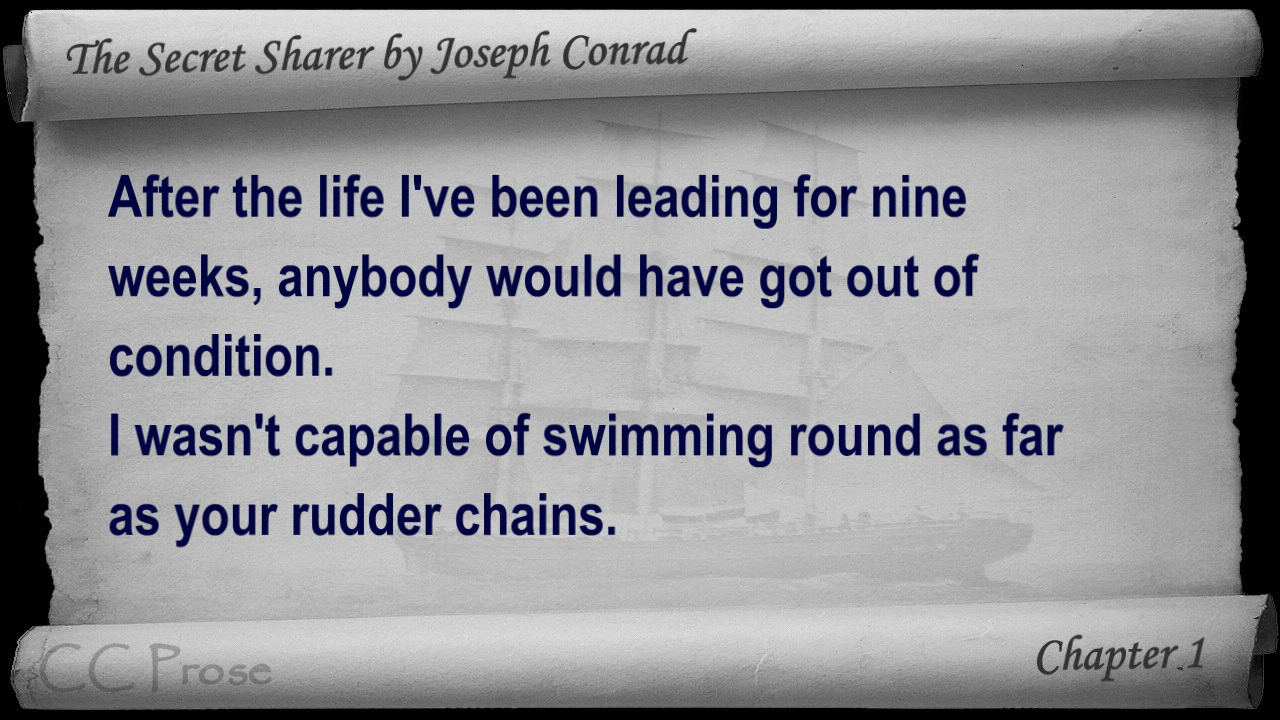 The Secret Sharer by Joseph Conrad
After the life I've been leading for nine
weeks, anybody would have got out of
condition.
I wasn't capable of swimming round as far
as your rudder chains.
CC Prose
Chapter 1